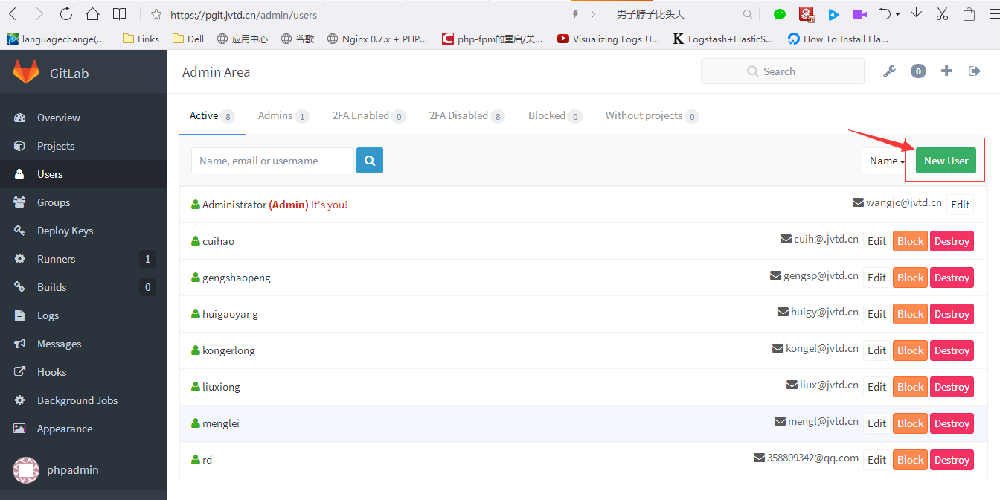 https://pgit.jvtd.cn/admin/users 男子脖子比头大
languagechange(... Links Dell 应用中心 谷歌 Nginx 0.7.x + PHP... php-fpm的重启/关... Visualizing Logs U... Logstash+ElasticS... How To Install Ela...
GitLab Admin Area Search 0
Active 8 Admins 1 2FA Enabled 0 2FA Disabled 8 Blocked 0 Without projects 0
Overview
Projects
Users
Groups
Deploy Keys
Runners 1
Builds 0
Logs
Messages
Hooks
Background Jobs
Appearance
phpadmin
Name, email or username Name New User
Administrator (Admin) It's you! wangjc@jvtd.cn Edit
cuihao cuih@.jvtd.cn Edit Block Destroy
gengshaopeng gengsp@jvtd.cn Edit Block Destroy
huigaoyang huigy@jvtd.cn Edit Block Destroy
kongerlong kongel@jvtd.cn Edit Block Destroy
liuxiong liux@jvtd.cn Edit Block Destroy
menglei mengl@jvtd.cn Edit Block Destroy
rd 358809342@qq.com Edit Block Destroy